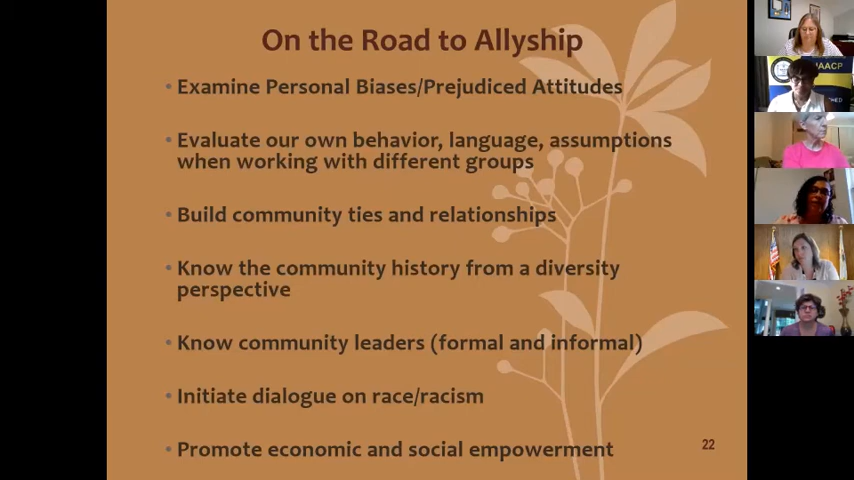 On the Road to Allyship
• Examine Personal Biases/Prejudiced Attitudes
• Evaluate our own behavior, language, assumptions
when working with different groups
• Build community ties and relationships
• Know the community history from a diversity
perspective
• Know community leaders (formal and informal)
• Initiate dialogue on race/racism
• Promote economic and social empowerment
22
AACP